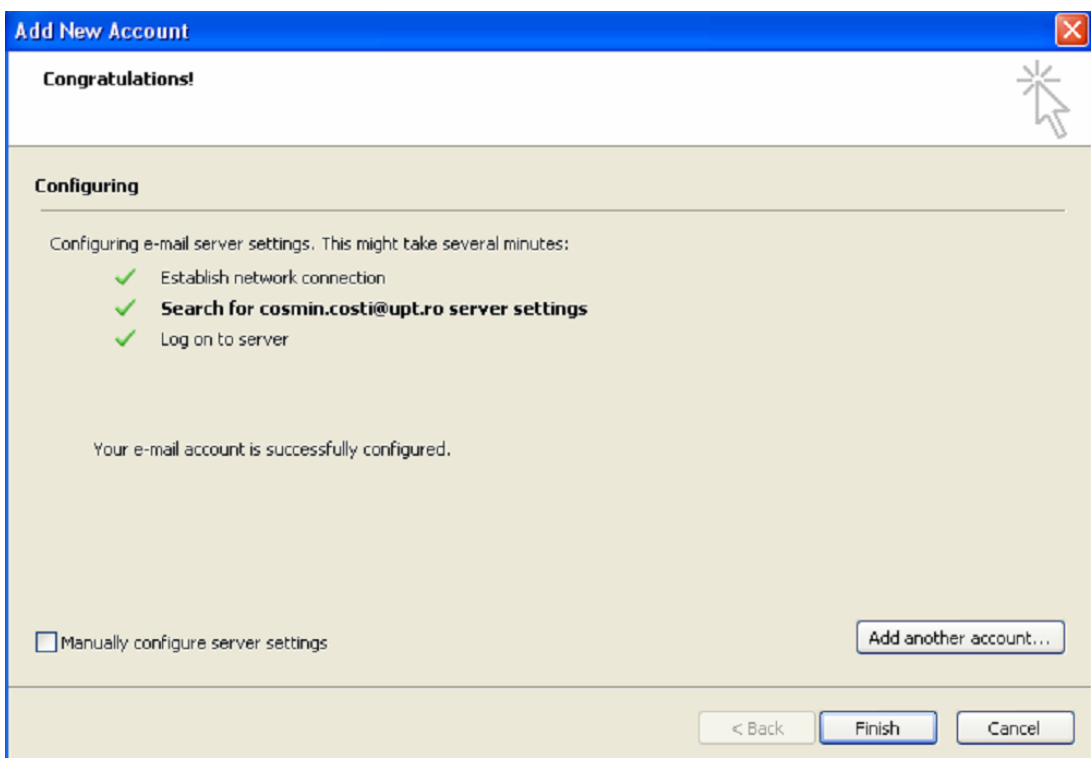 Add New Account
Congratulations!
Configuring
Configuring e-mail server settings. This might take several minutes:
Establish network connection
Search for cosmin.costi@upt.ro server settings
Log on to server
Your e-mail account is successfully configured.
Manually configure server settings
Add another account...
< Back
Finish
Cancel